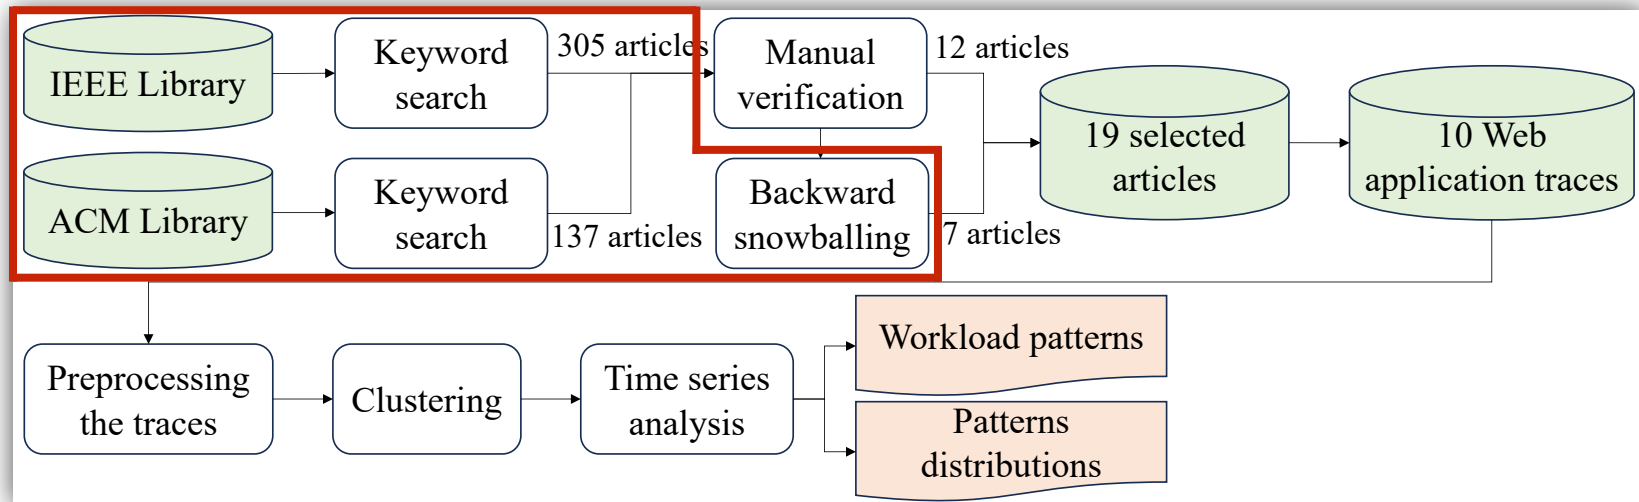 IEEE Library
Keyword
search
305 articles
Manual
verification
12 articles
19 selected
articles
10 Web
application traces
ACM Library
Keyword
search
137 articles
Backward
snowballing
7 articles
Preprocessing
the traces
Clustering
Time series
analysis
Workload patterns
Patterns
distributions